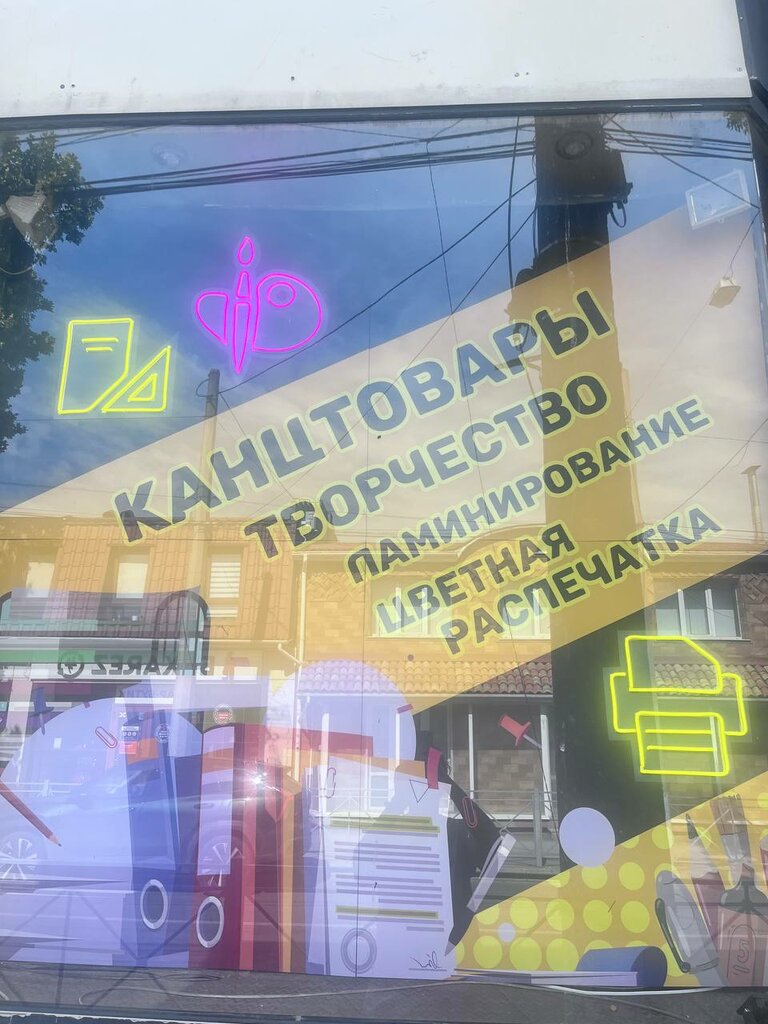 КАНЦТОВАРЫ
ТВОРЧЕСТВО
ЛАМИНИРОВАНИЕ
ЦВЕТНАЯ
РАСПЕЧАТКА